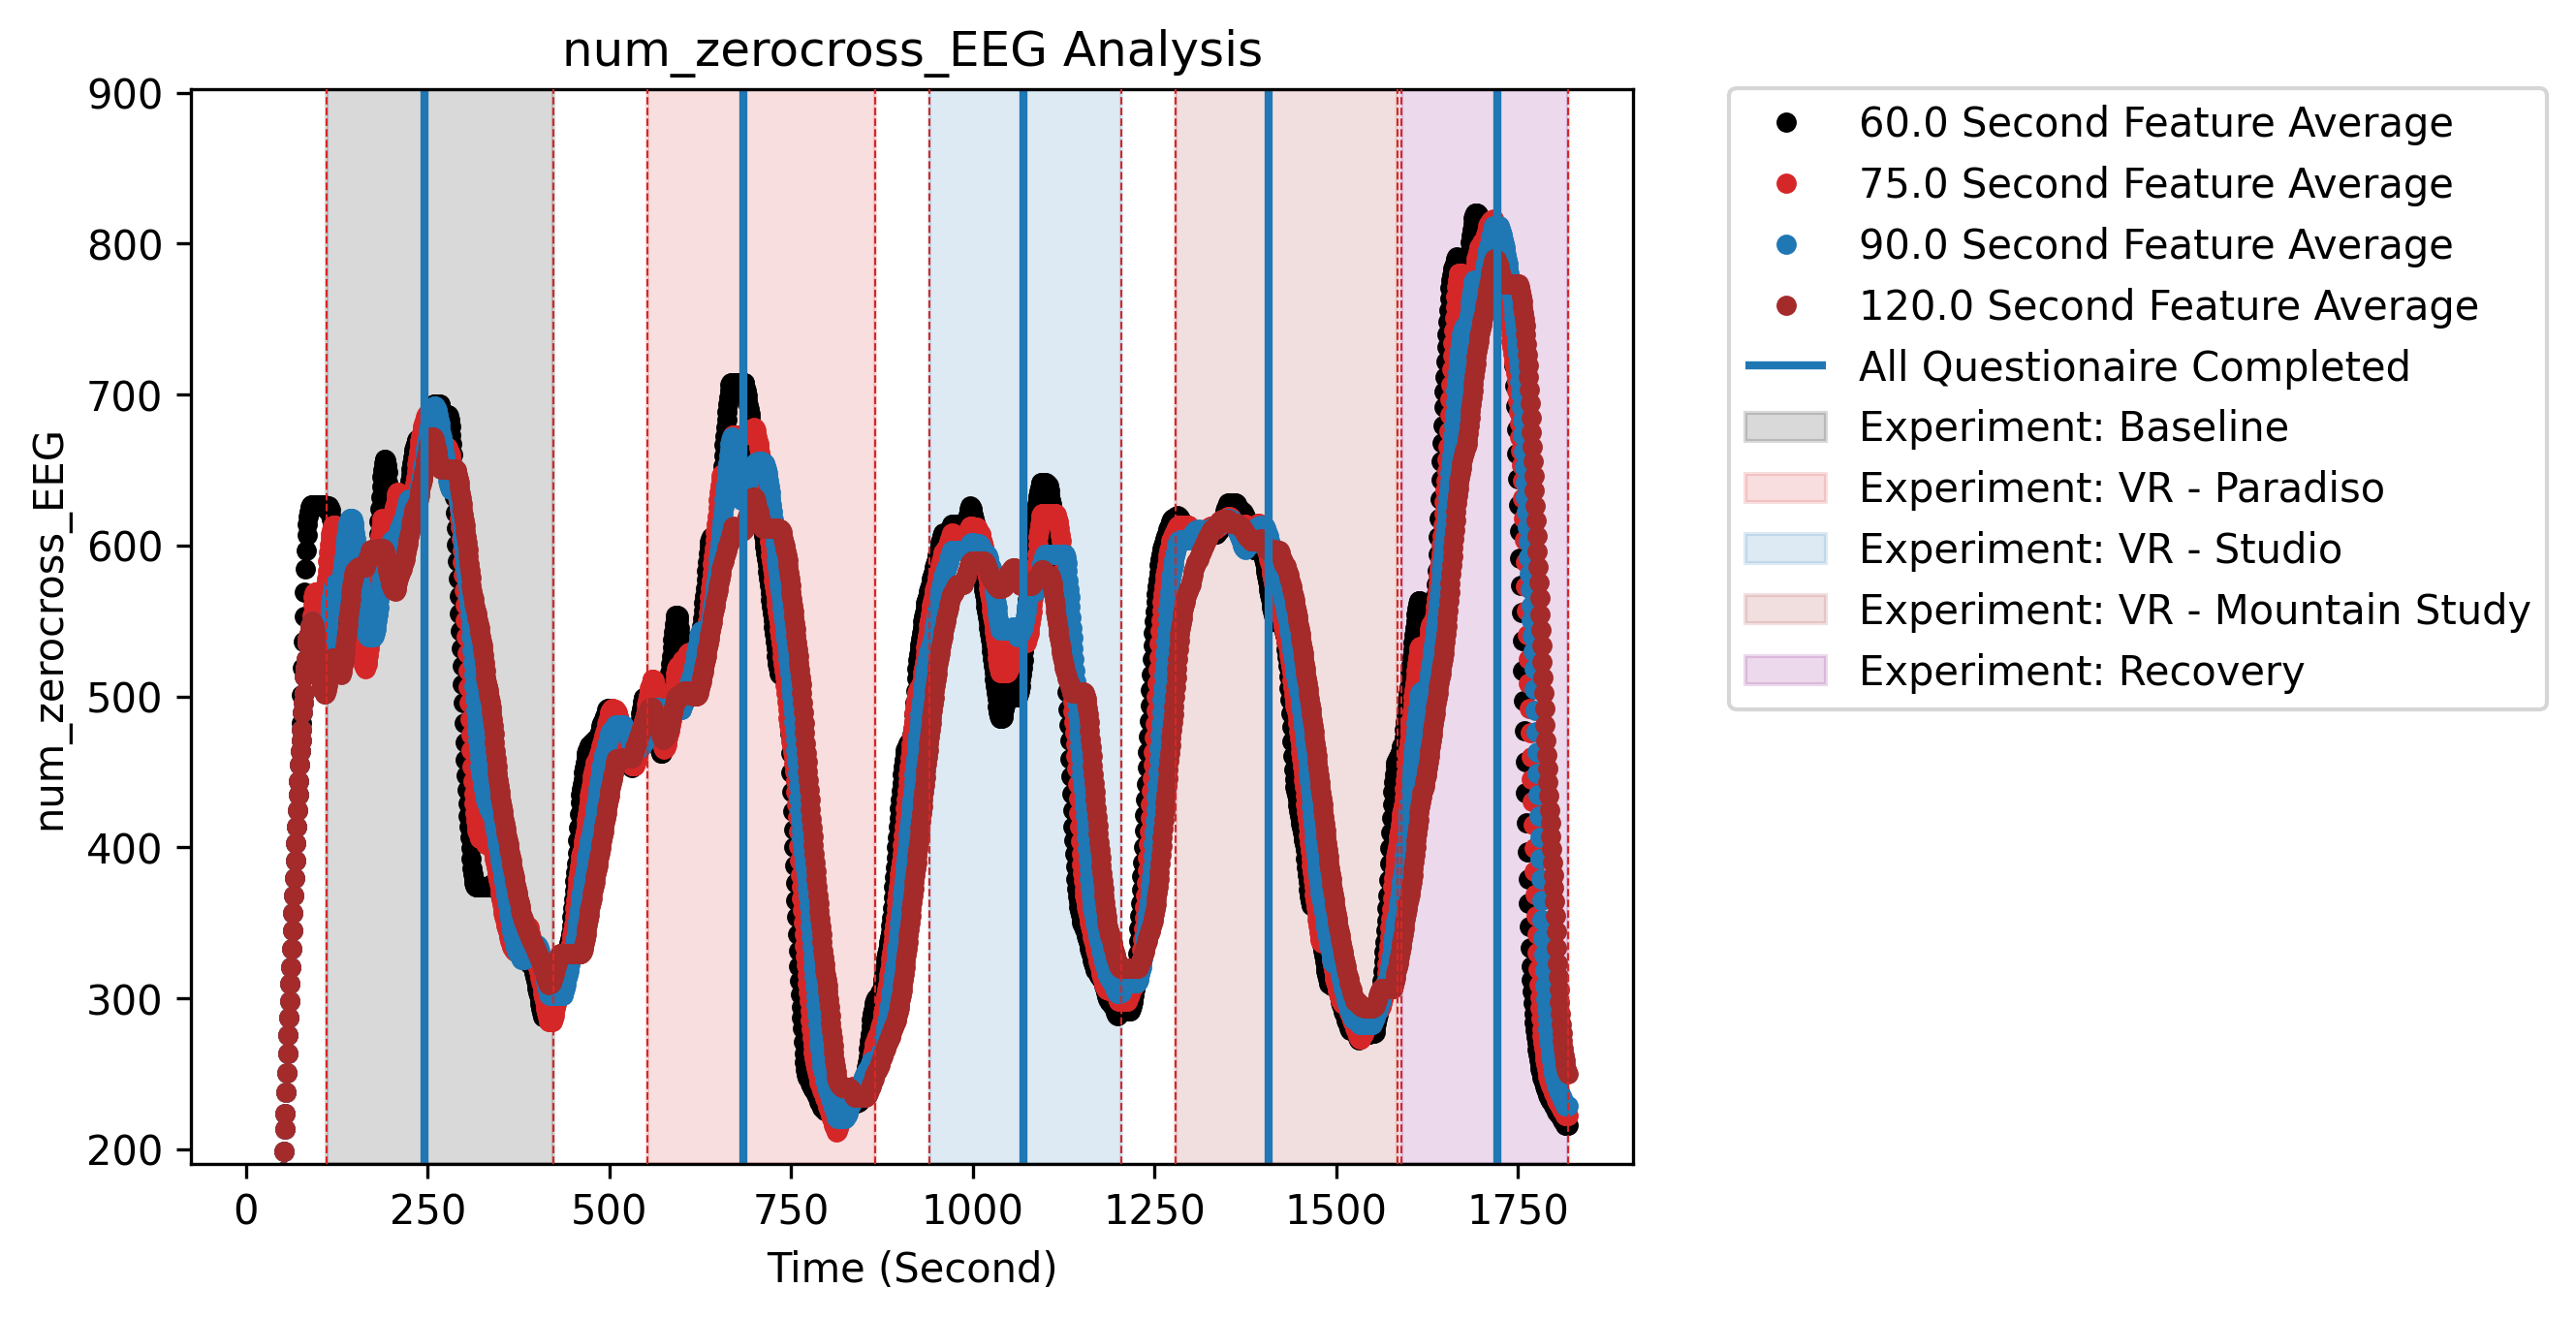 num_zerocross_EEG Analysis
900
800
700
600
500
400
300
200
num_zerocross_EEG
0 250 500 750 1000 1250 1500 1750
Time (Second)
60.0 Second Feature Average
75.0 Second Feature Average
90.0 Second Feature Average
120.0 Second Feature Average
All Questionaire Completed
Experiment: Baseline
Experiment: VR - Paradiso
Experiment: VR - Studio
Experiment: VR - Mountain Study
Experiment: Recovery